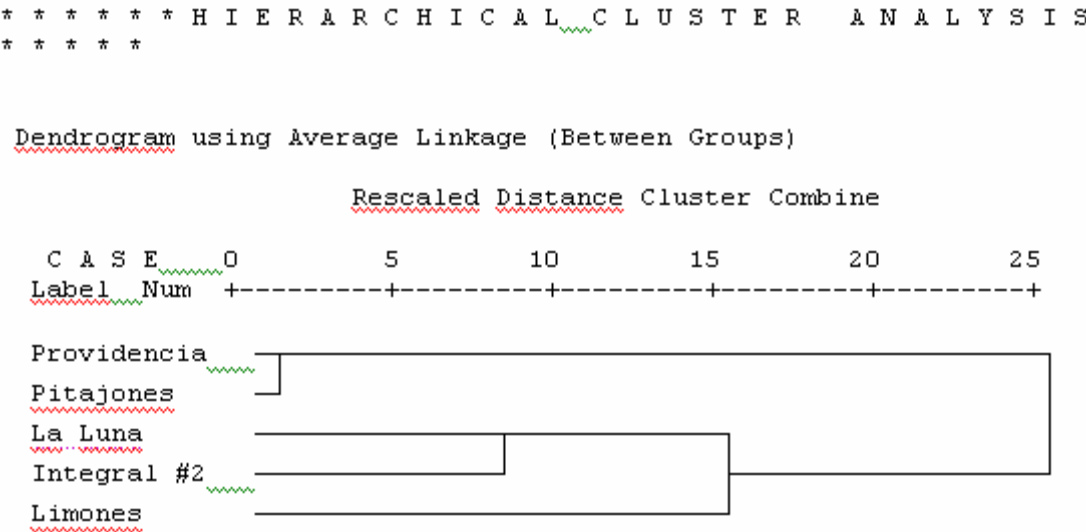 * * * * * * H I E R A R C H I C A L  C L U S T E R   A N A L Y S I S
* * * * *
Dendrogram using Average Linkage (Between Groups)
Rescaled Distance Cluster Combine
C A S E    0         5        10        15        20        25
Label  Num  +---------+---------+---------+---------+---------+
Providencia
Pitajones
La Luna
Integral #2
Limones